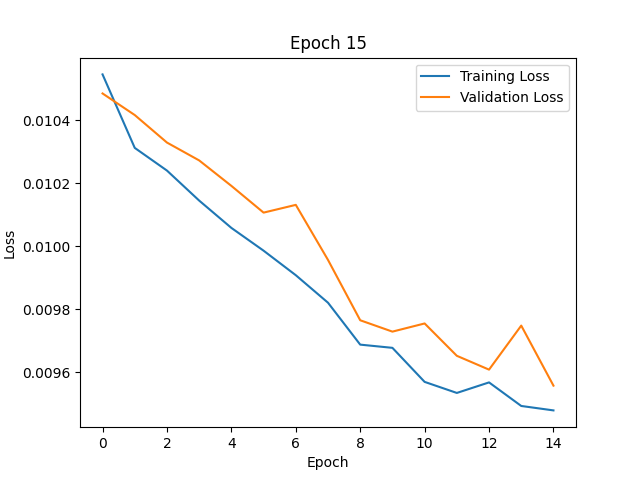 Epoch 15
Training Loss
Validation Loss
0.0104
0.0102
0.0100
0.0098
0.0096
Loss
0 2 4 6 8 10 12 14
Epoch